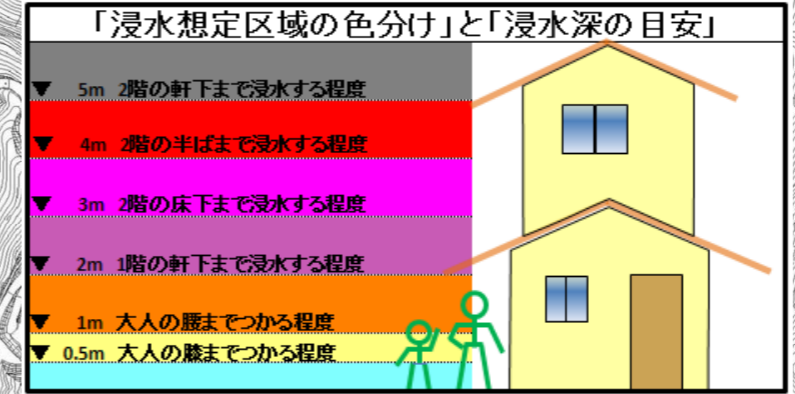 「浸水想定区域の色分け」と「浸水深の目安」
▼ 5m 2階の軒下まで浸水する程度
▼ 4m 2階の半ばまで浸水する程度
▼ 3m 2階の床下まで浸水する程度
▼ 2m 1階の軒下まで浸水する程度
▼ 1m 大人の腰までつかる程度
▼ 0.5m 大人の膝までつかる程度